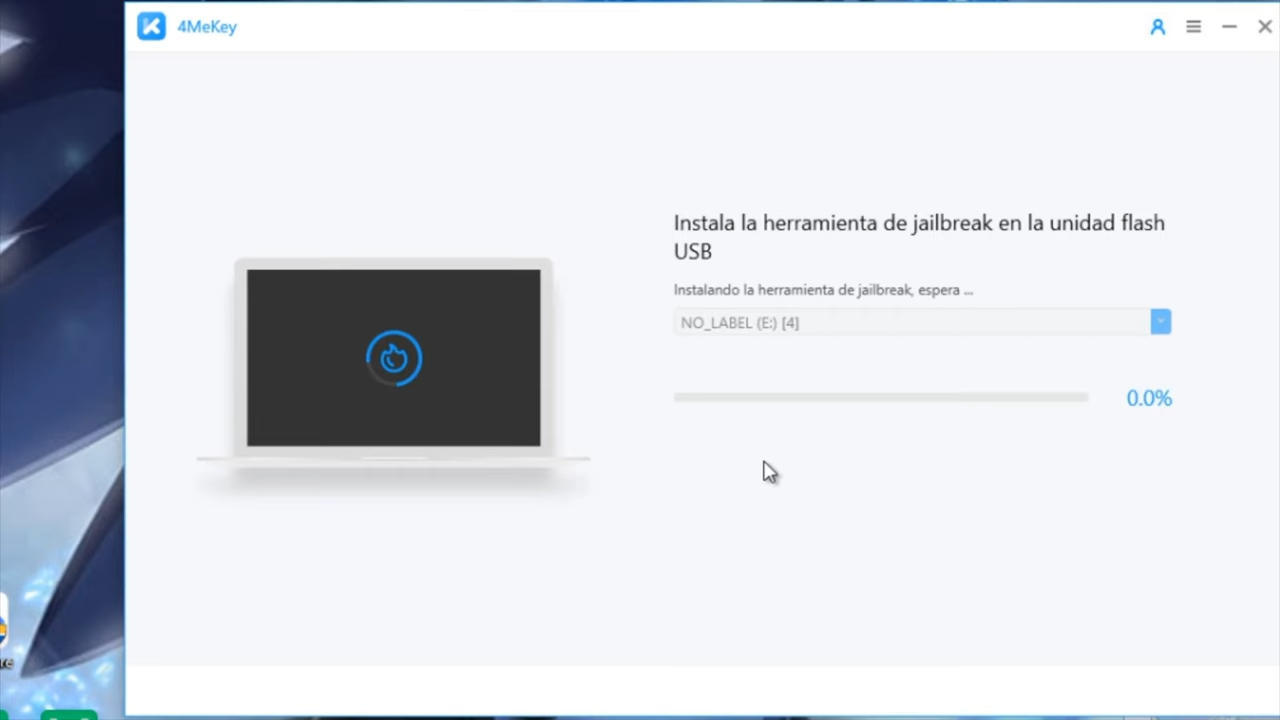 4MeKey
Instala la herramienta de jailbreak en la unidad flash
USB
Instalando la herramienta de jailbreak, espera ...
NO_LABEL (E:) [4]
0.0%